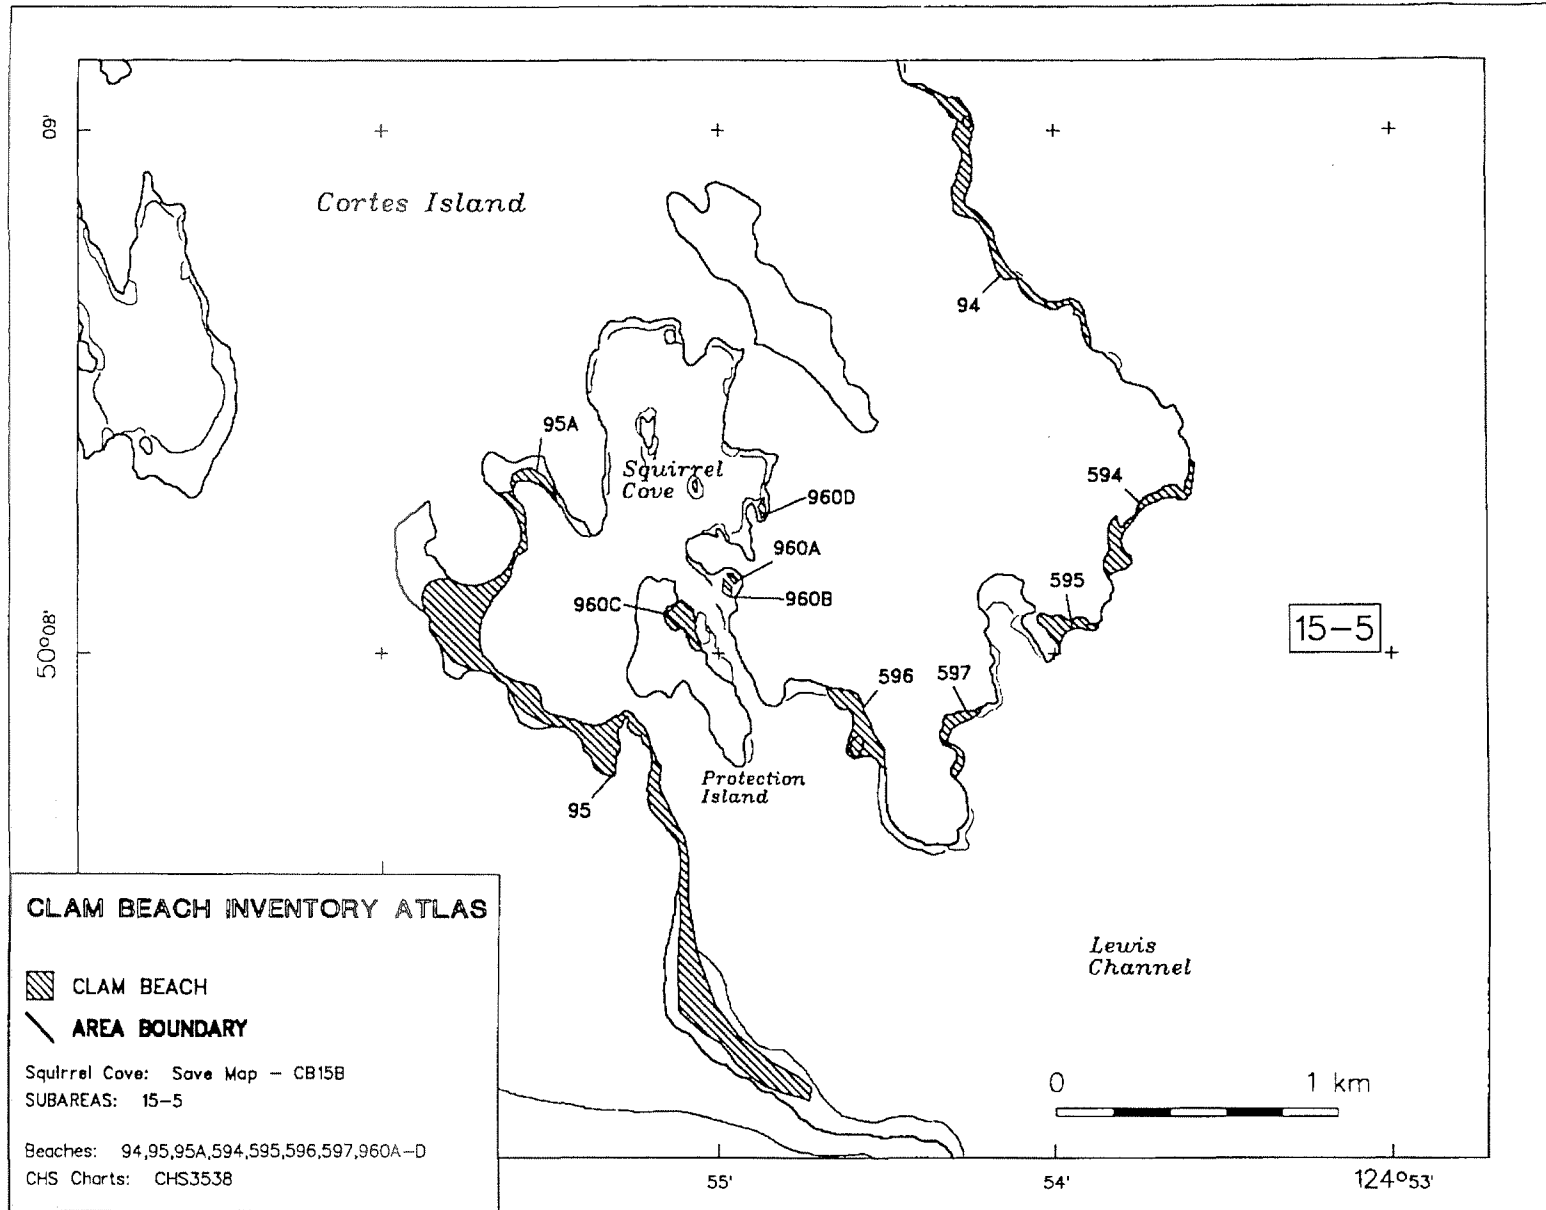 09'
Cortes Island
94
95A
Squirrel
Cove
594
960D
960A
595
960B
960C
50°08'
15-5
596
597
Protection
Island
95
CLAM BEACH INVENTORY ATLAS
CLAM BEACH
AREA BOUNDARY
Squirrel Cove: Save Map - CB15B
SUBAREAS: 15-5
Beaches: 94,95,95A,594,595,596,597,960A-D
CHS Charts: CHS3538
Lewis
Channel
0 1 km
55' 54' 124°53'